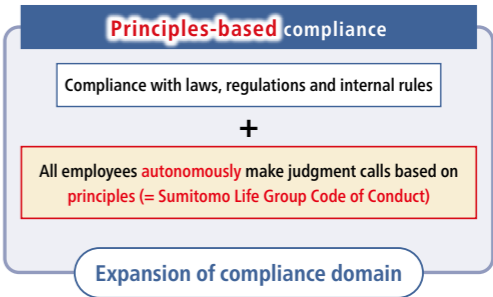 Principles-based compliance
Compliance with laws, regulations and internal rules
+
All employees autonomously make judgment calls based on
principles (= Sumitomo Life Group Code of Conduct)
Expansion of compliance domain